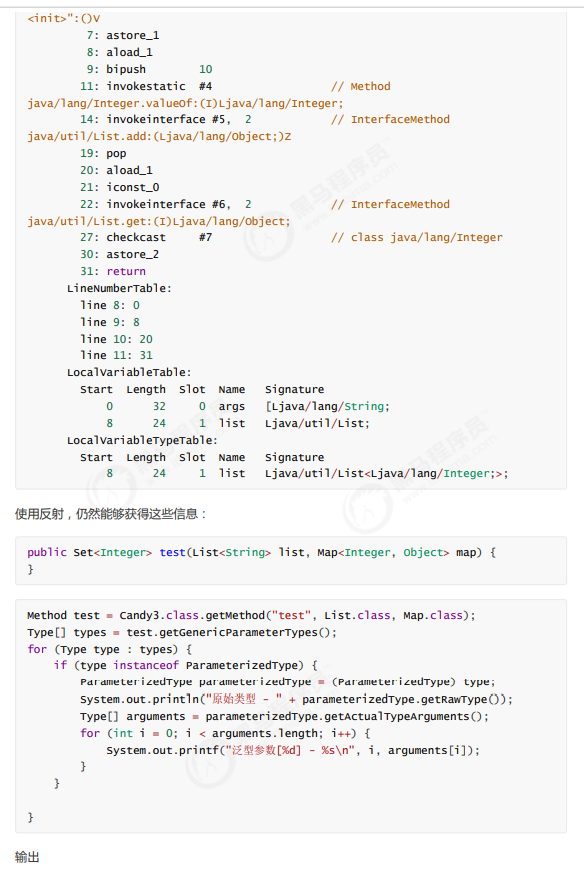 <init>":()V
7: astore_1
8: aload_1
9: bipush 10
11: invokestatic #4 // Method
java/lang/Integer.valueOf:(I)Ljava/lang/Integer;
14: invokeinterface #5, 2 // InterfaceMethod
java/util/List.add:(Ljava/lang/Object;)Z
19: pop
20: aload_1
21: iconst_0
22: invokeinterface #6, 2 // InterfaceMethod
java/util/List.get:(I)Ljava/lang/Object;
27: checkcast #7 // class java/lang/Integer
30: astore_2
31: return
LineNumberTable:
line 8: 0
line 9: 8
line 10: 20
line 11: 31
LocalVariableTable:
Start Length Slot Name Signature
0 32 0 args [Ljava/lang/String;
8 24 1 list Ljava/util/List;
LocalVariableTypeTable:
Start Length Slot Name Signature
8 24 1 list Ljava/util/List<Ljava/lang/Integer;>;
使用反射，仍然能够获得这些信息：
public Set<Integer> test(List<String> list, Map<Integer, Object> map) {
}
Method test = Candy3.class.getMethod("test", List.class, Map.class);
Type[] types = test.getGenericParameterTypes();
for (Type type : types) {
if (type instanceof ParameterizedType) {
ParameterizedType parameterizedType = (ParameterizedType) type;
System.out.println("原始类型 - " + parameterizedType.getRawType());
Type[] arguments = parameterizedType.getActualTypeArguments();
for (int i = 0; i < arguments.length; i++) {
System.out.printf("泛型参数[%d] - %s\n", i, arguments[i]);
}
}
}
输出